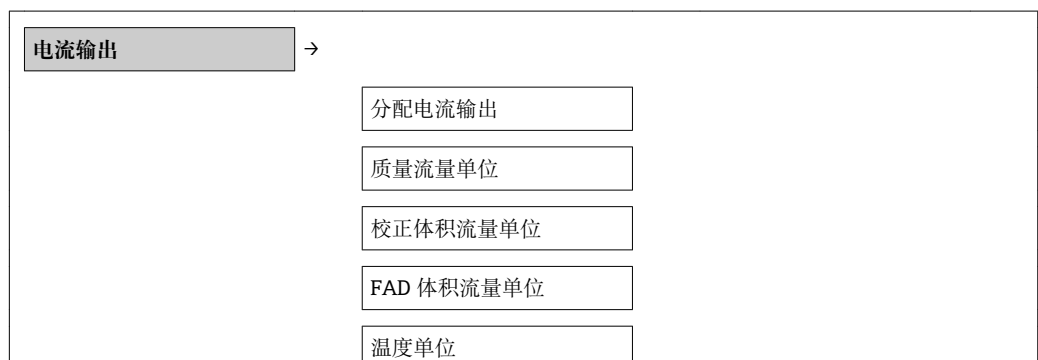 电流输出 →
分配电流输出
质量流量单位
校正体积流量单位
FAD 体积流量单位
温度单位